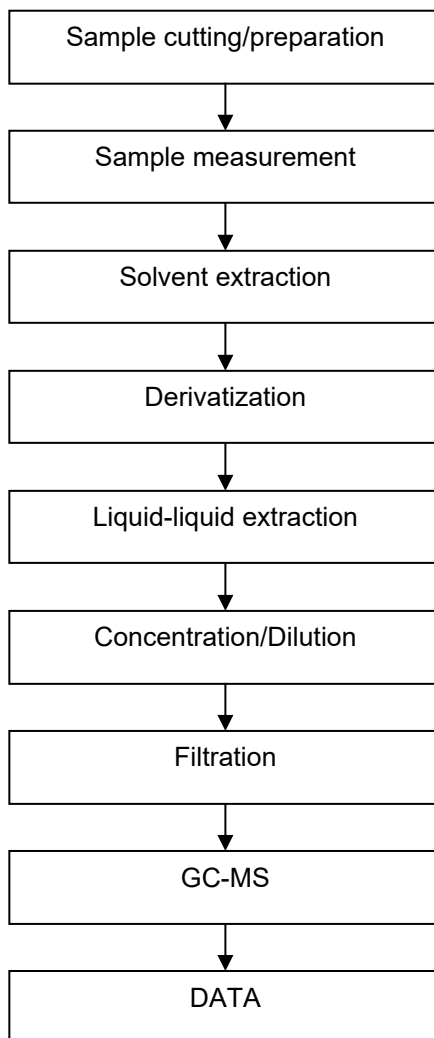 Sample cutting/preparation
Sample measurement
Solvent extraction
Derivatization
Liquid-liquid extraction
Concentration/Dilution
Filtration
GC-MS
DATA